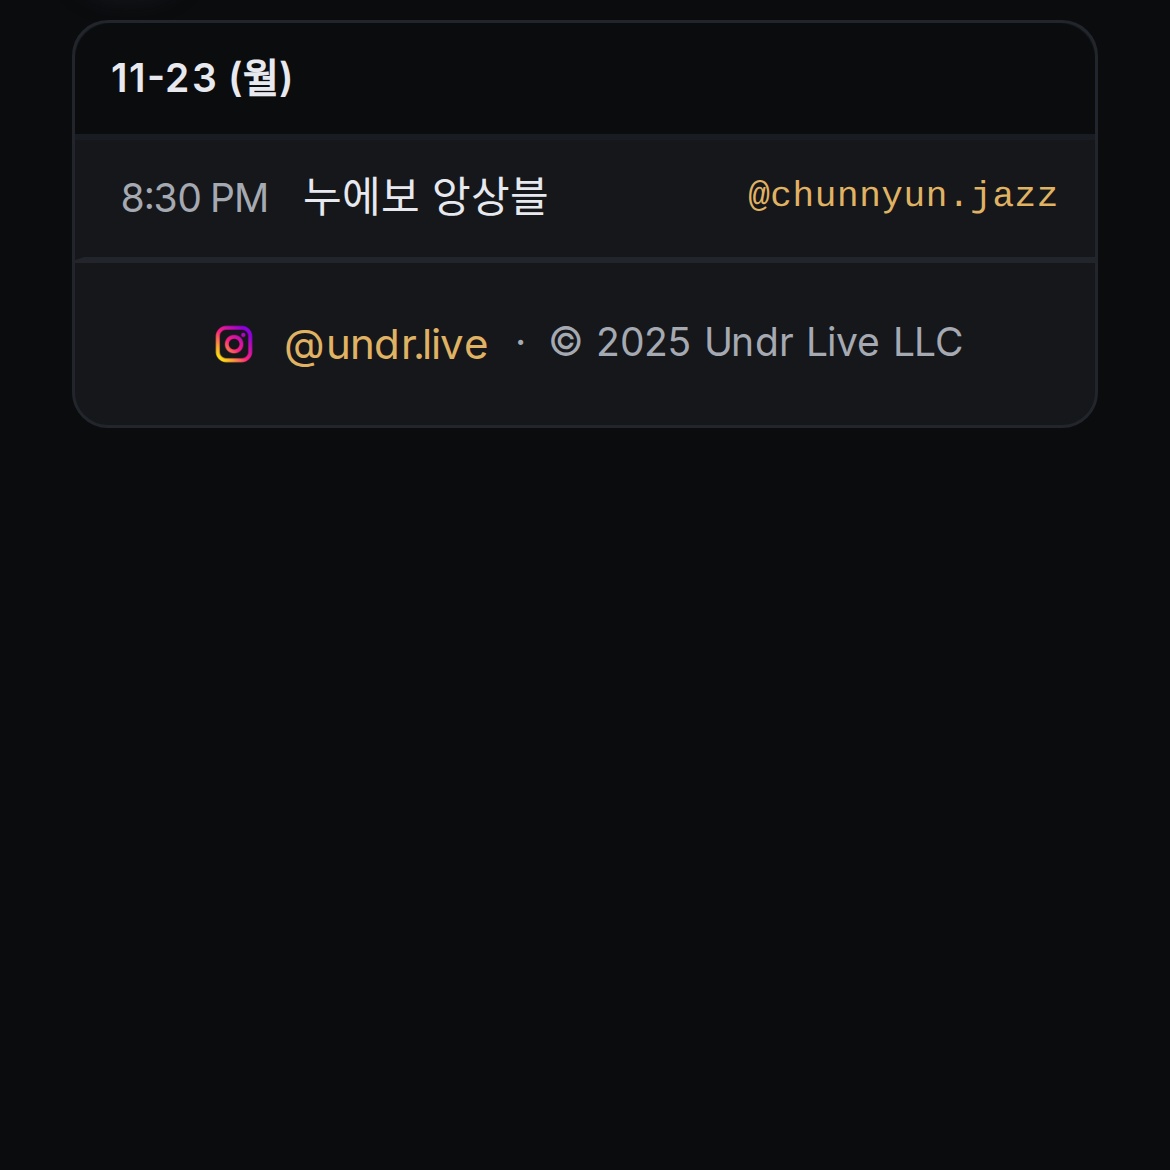 11-23 (월)
8:30 PM 누에보 앙상블 @chunnyun.jazz
@undr.live · © 2025 Undr Live LLC